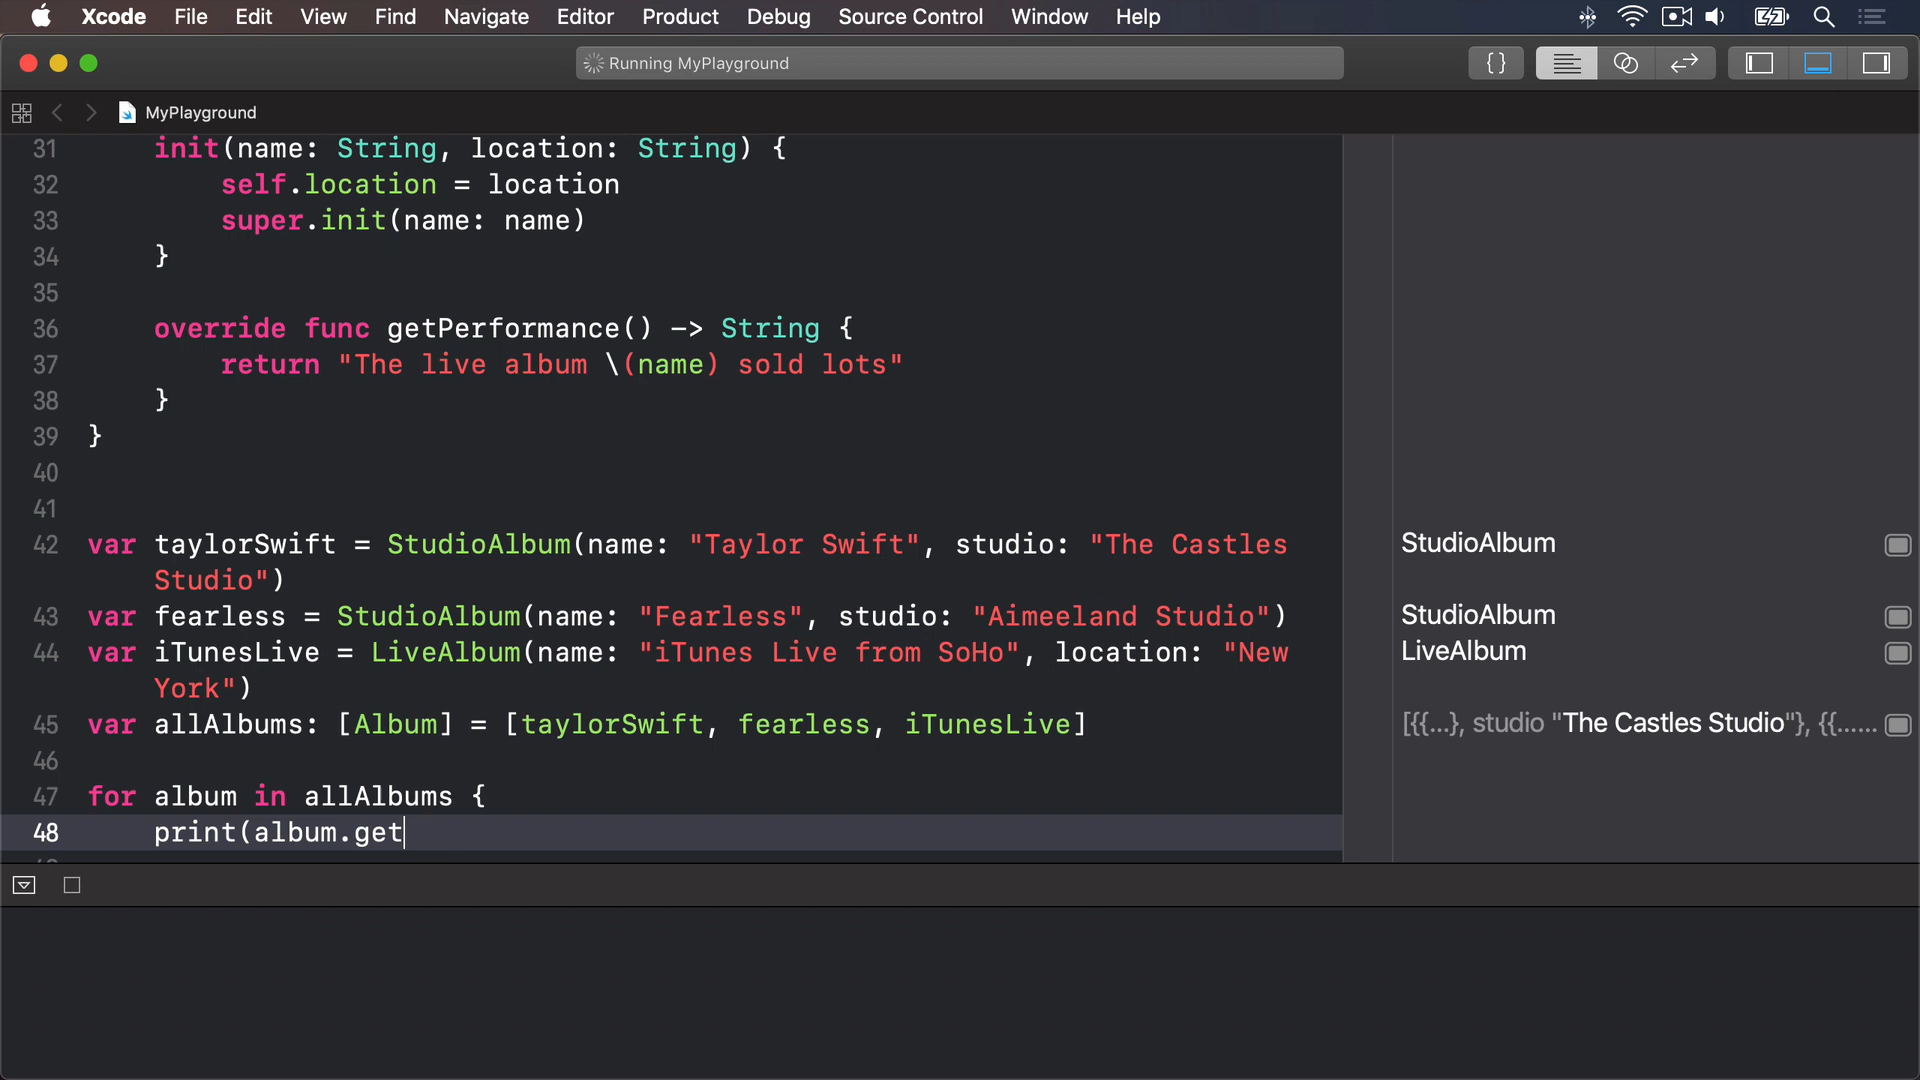 Xcode File Edit View Find Navigate Editor Product Debug Source Control Window Help
Running MyPlayground
{ }
MyPlayground
31 init(name: String, location: String) {
32 self.location = location
33 super.init(name: name)
34 }
35
36 override func getPerformance() -> String {
37 return "The live album \(name) sold lots"
38 }
39 }
40
41
42 var taylorSwift = StudioAlbum(name: "Taylor Swift", studio: "The Castles
Studio")
StudioAlbum
43 var fearless = StudioAlbum(name: "Fearless", studio: "Aimeeland Studio")
StudioAlbum
44 var iTunesLive = LiveAlbum(name: "iTunes Live from SoHo", location: "New
York")
LiveAlbum
45 var allAlbums: [Album] = [taylorSwift, fearless, iTunesLive]
[{{...}, studio "The Castles Studio"}, {{......
46
47 for album in allAlbums {
48 print(album.get